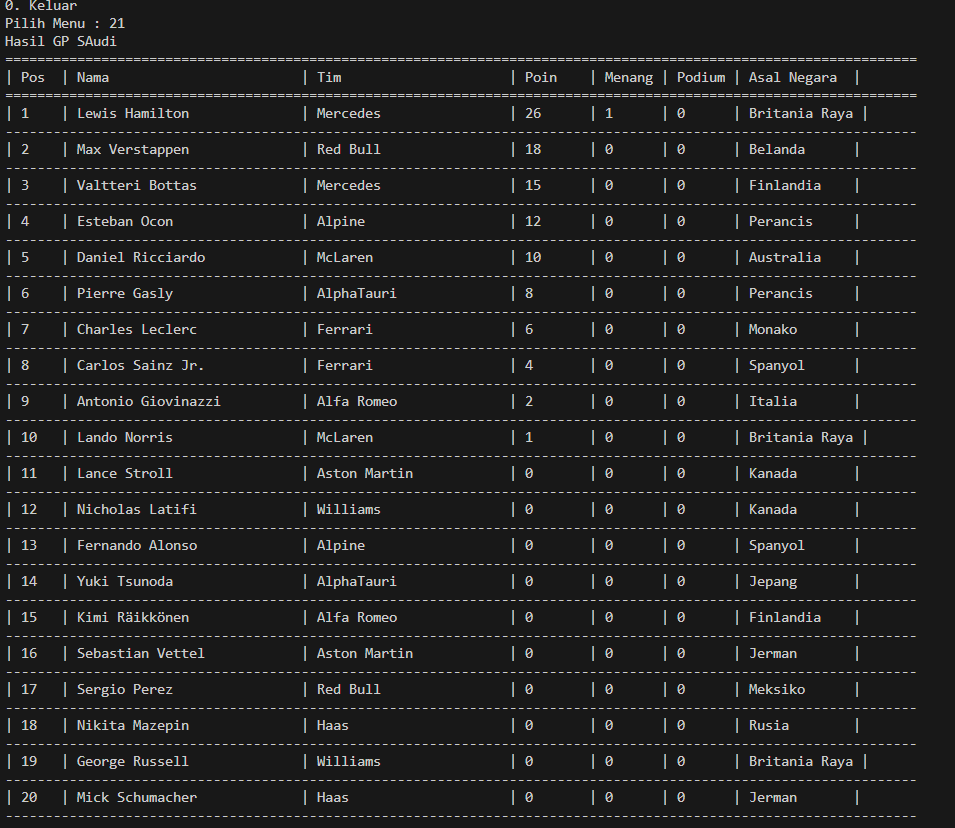 0. Keluar
Pilih Menu : 21
Hasil GP SAudi
==================================================================================================================
| Pos | Nama | Tim | Poin | Menang | Podium | Asal Negara |
==================================================================================================================
| 1 | Lewis Hamilton | Mercedes | 26 | 1 | 0 | Britania Raya |
------------------------------------------------------------------------------------------------------------------
| 2 | Max Verstappen | Red Bull | 18 | 0 | 0 | Belanda |
------------------------------------------------------------------------------------------------------------------
| 3 | Valtteri Bottas | Mercedes | 15 | 0 | 0 | Finlandia |
------------------------------------------------------------------------------------------------------------------
| 4 | Esteban Ocon | Alpine | 12 | 0 | 0 | Perancis |
------------------------------------------------------------------------------------------------------------------
| 5 | Daniel Ricciardo | McLaren | 10 | 0 | 0 | Australia |
------------------------------------------------------------------------------------------------------------------
| 6 | Pierre Gasly | AlphaTauri | 8 | 0 | 0 | Perancis |
------------------------------------------------------------------------------------------------------------------
| 7 | Charles Leclerc | Ferrari | 6 | 0 | 0 | Monako |
------------------------------------------------------------------------------------------------------------------
| 8 | Carlos Sainz Jr. | Ferrari | 4 | 0 | 0 | Spanyol |
------------------------------------------------------------------------------------------------------------------
| 9 | Antonio Giovinazzi | Alfa Romeo | 2 | 0 | 0 | Italia |
------------------------------------------------------------------------------------------------------------------
| 10 | Lando Norris | McLaren | 1 | 0 | 0 | Britania Raya |
------------------------------------------------------------------------------------------------------------------
| 11 | Lance Stroll | Aston Martin | 0 | 0 | 0 | Kanada |
------------------------------------------------------------------------------------------------------------------
| 12 | Nicholas Latifi | Williams | 0 | 0 | 0 | Kanada |
------------------------------------------------------------------------------------------------------------------
| 13 | Fernando Alonso | Alpine | 0 | 0 | 0 | Spanyol |
------------------------------------------------------------------------------------------------------------------
| 14 | Yuki Tsunoda | AlphaTauri | 0 | 0 | 0 | Jepang |
------------------------------------------------------------------------------------------------------------------
| 15 | Kimi Räikkönen | Alfa Romeo | 0 | 0 | 0 | Finlandia |
------------------------------------------------------------------------------------------------------------------
| 16 | Sebastian Vettel | Aston Martin | 0 | 0 | 0 | Jerman |
------------------------------------------------------------------------------------------------------------------
| 17 | Sergio Perez | Red Bull | 0 | 0 | 0 | Meksiko |
------------------------------------------------------------------------------------------------------------------
| 18 | Nikita Mazepin | Haas | 0 | 0 | 0 | Rusia |
------------------------------------------------------------------------------------------------------------------
| 19 | George Russell | Williams | 0 | 0 | 0 | Britania Raya |
------------------------------------------------------------------------------------------------------------------
| 20 | Mick Schumacher | Haas | 0 | 0 | 0 | Jerman |
------------------------------------------------------------------------------------------------------------------